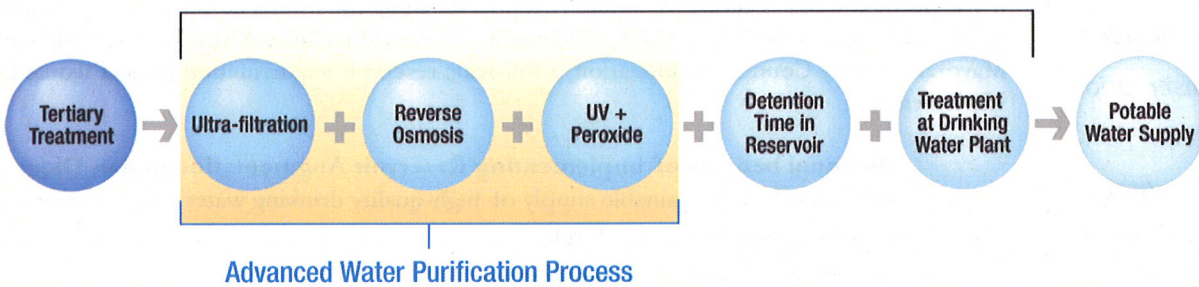 Tertiary
Treatment
Ultra-filtration
Reverse
Osmosis
UV +
Peroxide
Detention
Time in
Reservoir
Treatment
at Drinking
Water Plant
Potable
Water Supply
Advanced Water Purification Process